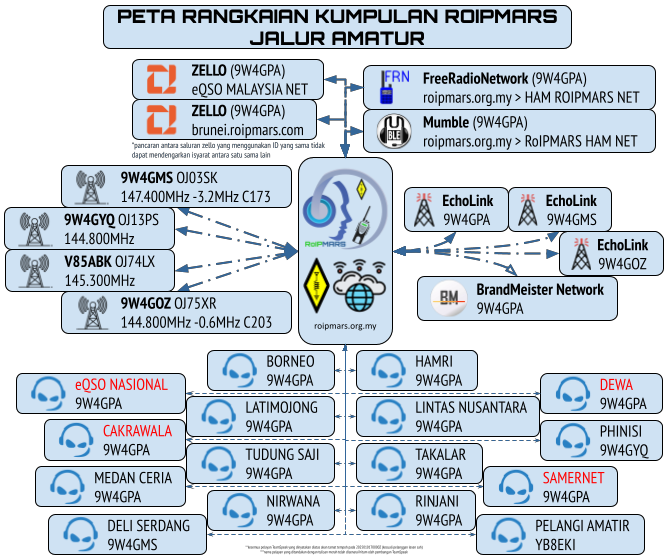 PETA RANGKAIAN KUMPULAN ROIPMARS
JALUR AMATUR
ZELLO (9W4GPA)
eQSO MALAYSIA NET
ZELLO (9W4GPA)
brunei.roipmars.com
*pancaran antara saluran zello yang menggunakan ID yang sama tidak
dapat mendengarkan isyarat antara satu sama lain
FRN
FreeRadioNetwork (9W4GPA)
roipmars.org.my > HAM ROIPMARS NET
Mumble (9W4GPA)
roipmars.org.my > RoIPMARS HAM NET
9W4GMS OJ03SK
147.400MHz -3.2MHz C173
9W4GYQ OJ13PS
144.800MHz
V85ABK OJ74LX
145.300MHz
9W4GOZ OJ75XR
144.800MHz -0.6MHz C203
RoiPMARS
roipmars.org.my
EchoLink
9W4GPA
EchoLink
9W4GMS
EchoLink
9W4GOZ
BM
BrandMeister Network
9W4GPA
BORNEO
9W4GPA
HAMRI
9W4GPA
eQSO NASIONAL
9W4GPA
DEWA
9W4GPA
LATIMOJONG
9W4GPA
LINTAS NUSANTARA
9W4GPA
CAKRAWALA
9W4GPA
PHINISI
9W4GYQ
TUDUNG SAJI
9W4GPA
TAKALAR
9W4GPA
MEDAN CERIA
9W4GPA
SAMERNET
9W4GPA
NIRWANA
9W4GPA
RINJANI
9W4GPA
DELI SERDANG
9W4GMS
PELANGI AMATIR
YB8EKI